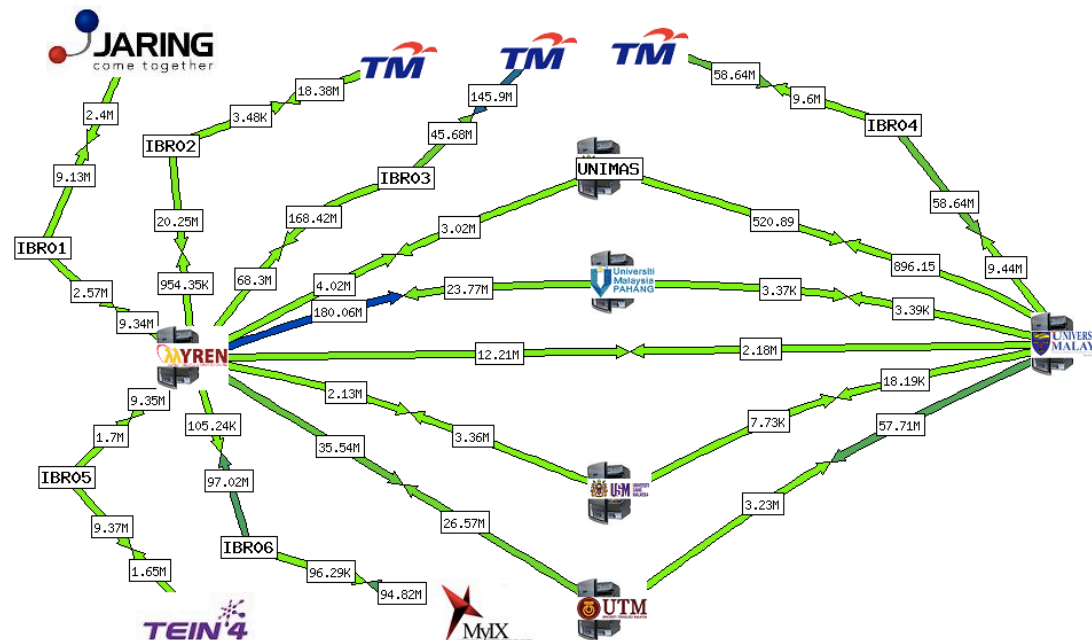 JARING
come together
TM
TM
TM
58.64M
18.38M
145.9M
9.6M
2.4M
3.48K
IBR04
45.68M
IBR02
UNIMAS
9.13M
IBR03
58.64M
168.42M
520.89
20.25M
3.02M
IBR01
896.15
9.44M
68.3M
4.02M
Universiti
Malaysia
PAHANG
954.35K
2.57M
23.77M
3.37K
180.06M
3.39K
9.34M
MYREN
12.21M
2.18M
UNIVERS
MALAY
18.19K
2.13M
9.35M
7.73K
105.24K
57.71M
1.7M
3.36M
35.54M
IBR05
97.02M
USM
3.23M
9.37M
26.57M
IBR06
1.65M
96.29K
94.82M
UTM
TEIN4
MyIX